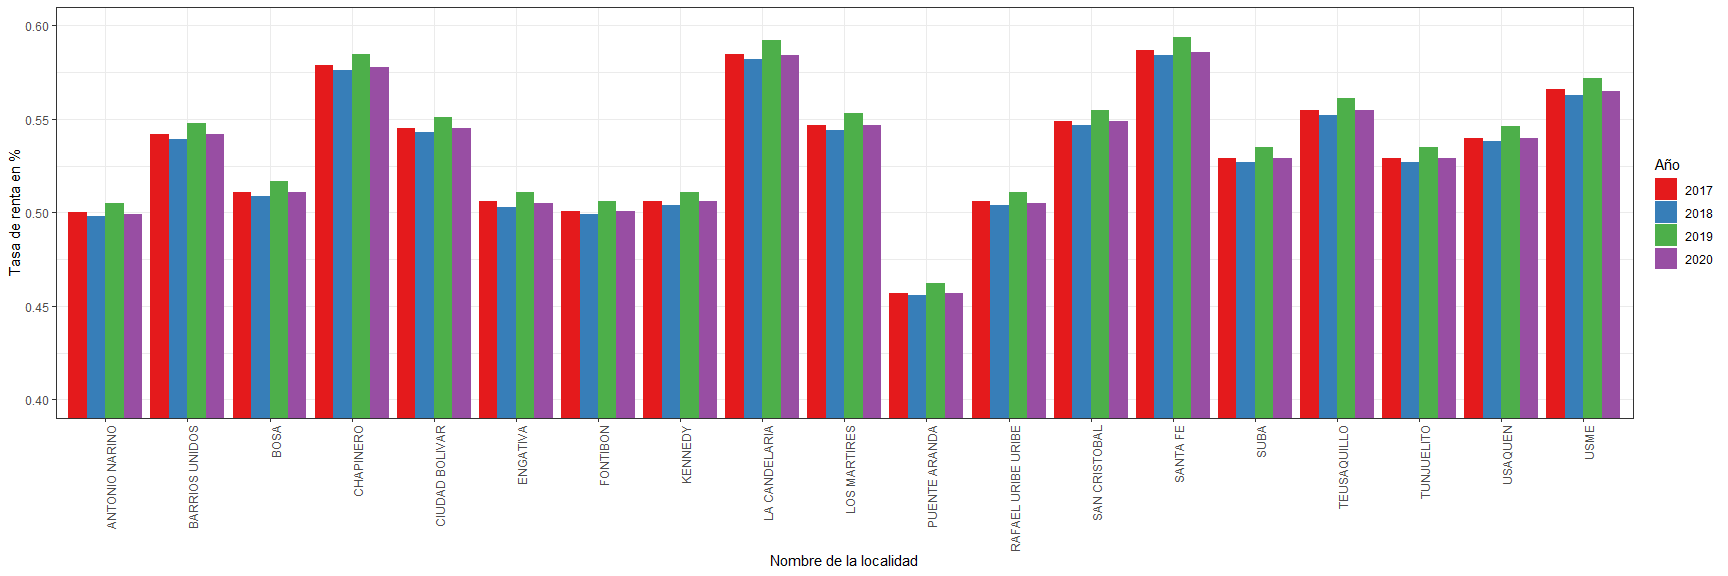 Tasa de renta en %
0.60
0.55
0.50
0.45
0.40
ANTONIO NARINO
BARRIOS UNIDOS
BOSA
CHAPINERO
CIUDAD BOLIVAR
ENGATIVA
FONTIBON
KENNEDY
LA CANDELARIA
LOS MARTIRES
PUENTE ARANDA
RAFAEL URIBE URIBE
SAN CRISTOBAL
SANTA FE
SUBA
TEUSAQUILLO
TUNJUELITO
USAQUEN
USME
Nombre de la localidad
Año
2017
2018
2019
2020